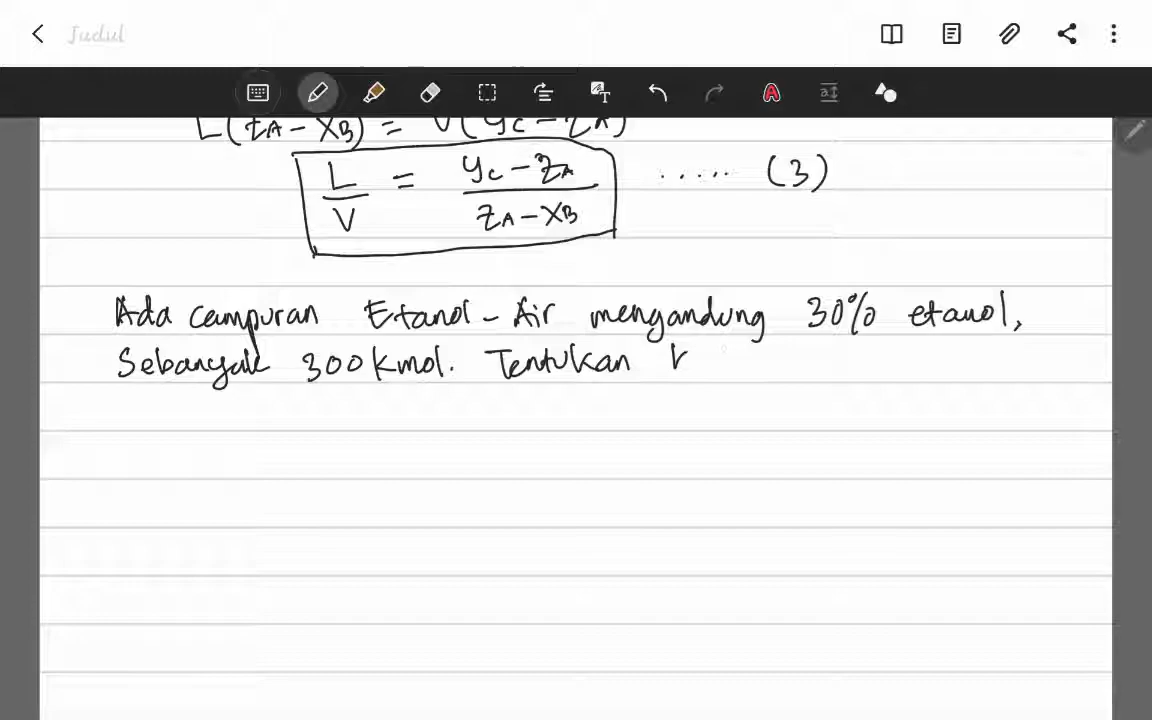 Judul
L(zA - xB) = V(yC - zA)
L/V = (yC - zA)/(zA - xB) ..... (3)
Ada campuran Etanol - Air mengandung 30% etanol,
Sebanyak 300 kmol. Tentukan k